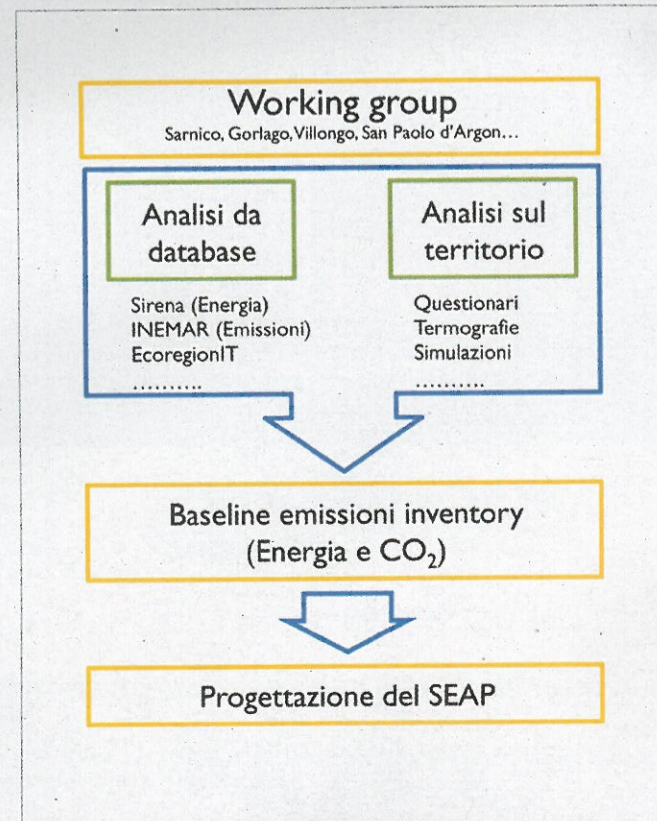 Working group
Sarnico, Gorlago, Villongo, San Paolo d'Argon...
Analisi da
database
Sirena (Energia)
INEMAR (Emissioni)
EcoregionIT
..........
Analisi sul
territorio
Questionari
Termografie
Simulazioni
..........
Baseline emissioni inventory
(Energia e CO₂)
Progettazione del SEAP